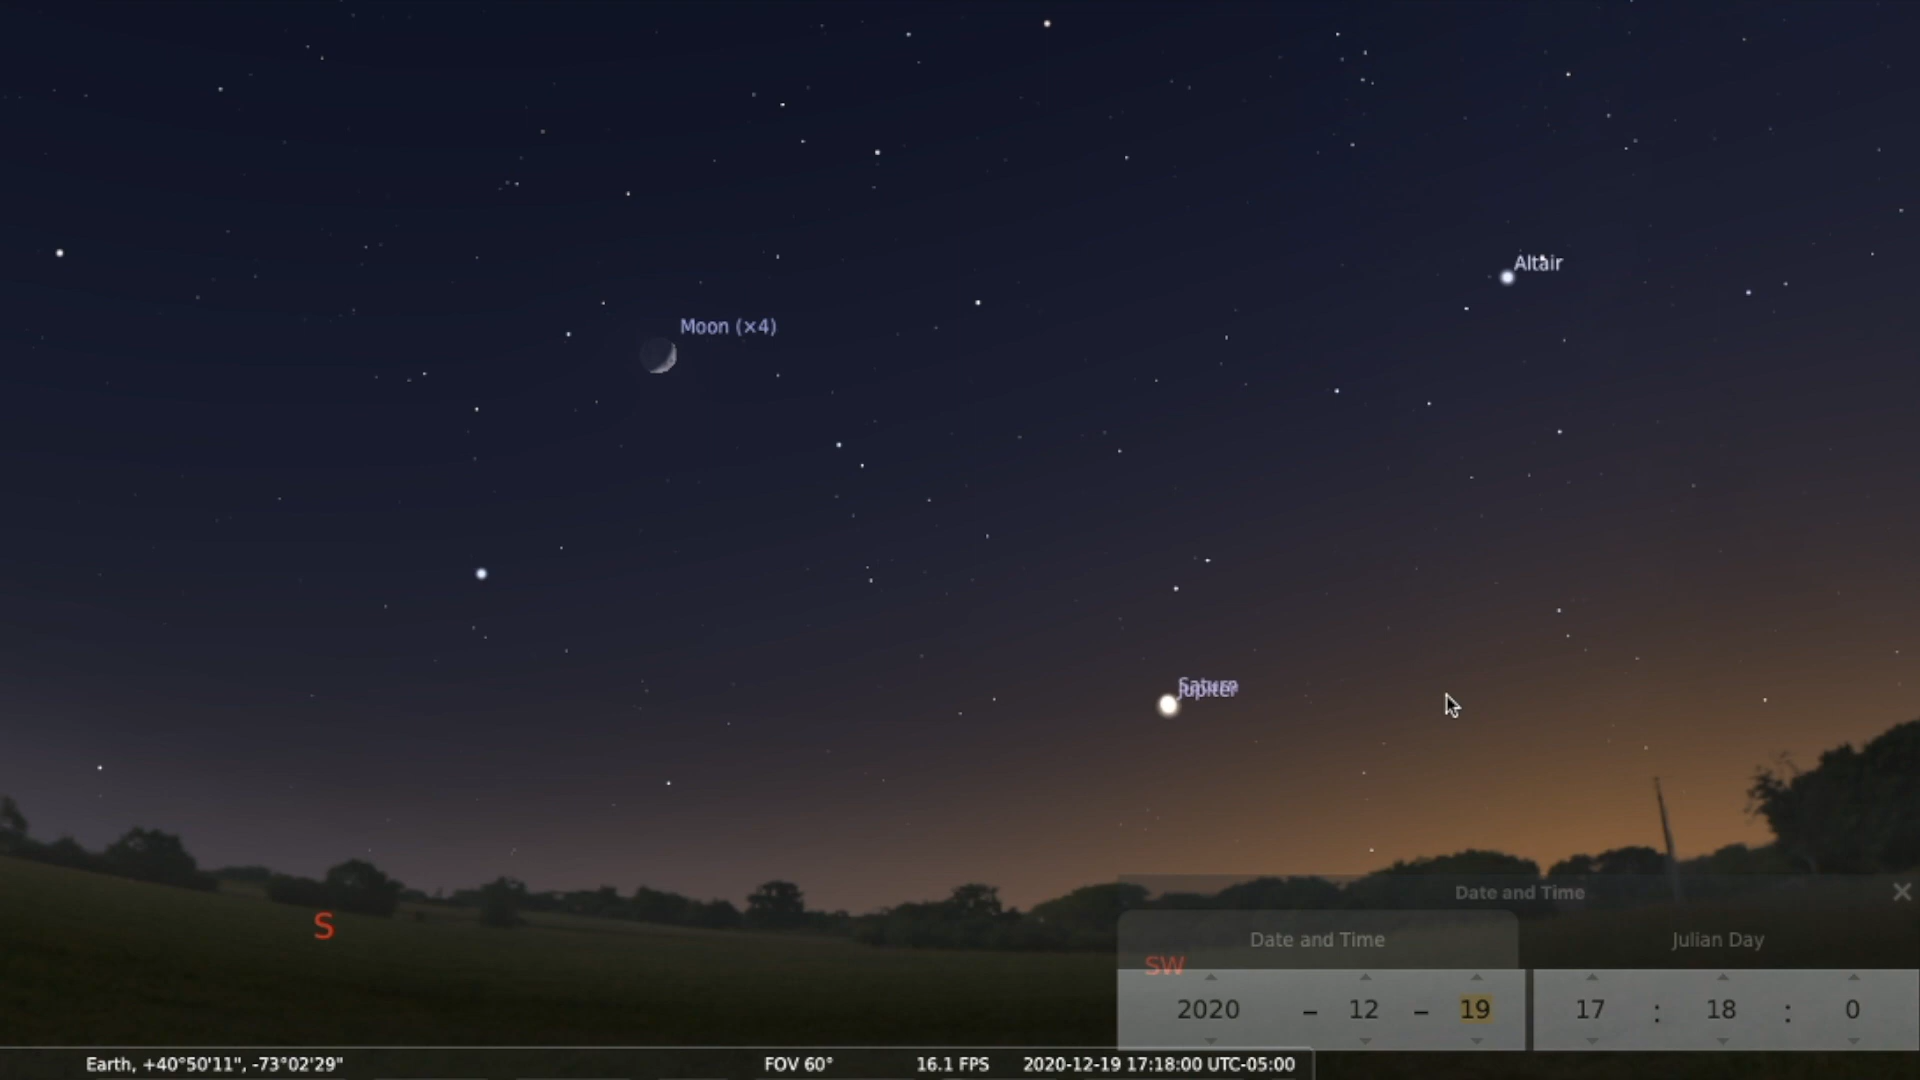 Altair
Moon (×4)
Saturn
Jupiter
Date and Time
S
Date and Time
Julian Day
SW
2020 - 12 - 19 17 : 18 : 0
Earth, +40°50'11", -73°02'29" FOV 60° 16.1 FPS 2020-12-19 17:18:00 UTC-05:00